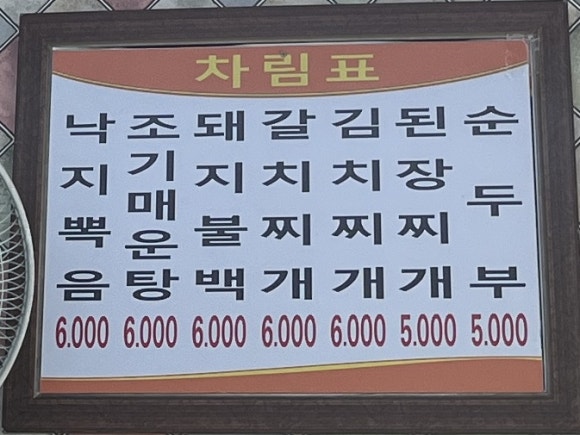 차림표
낙지뽁음 6.000
조기매운탕 6.000
돼지불백 6.000
갈치찌개 6.000
김치찌개 6.000
된장찌개 5.000
순두부 5.000